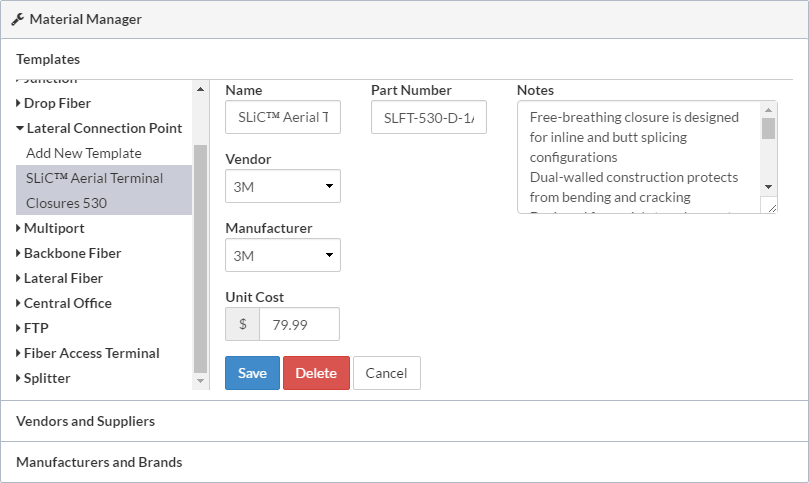 Material Manager
Templates
Drop Fiber
Lateral Connection Point
Add New Template
SLiC™ Aerial Terminal
Closures 530
Multiport
Backbone Fiber
Lateral Fiber
Central Office
FTP
Fiber Access Terminal
Splitter
Name
SLiC™ Aerial T
Part Number
SLFT-530-D-1
Vendor
3M
Manufacturer
3M
Unit Cost
$ 79.99
Save Delete Cancel
Notes
Free-breathing closure is designed
for inline and butt splicing
configurations
Dual-walled construction protects
from bending and cracking
Vendors and Suppliers
Manufacturers and Brands